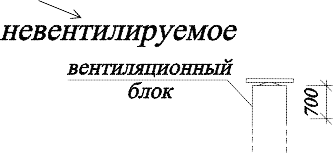 невентилируемое
вентиляционный
блок
700